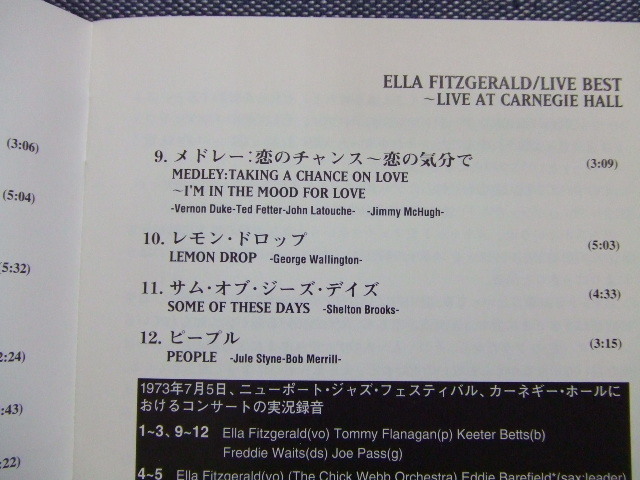 ELLA FITZGERALD/LIVE BEST
~LIVE AT CARNEGIE HALL
(3:06)
(5:04)
5:32)
2:24)
:43)
:22)
9. メドレー:恋のチャンス~恋の気分で (3:09)
MEDLEY:TAKING A CHANCE ON LOVE
~I'M IN THE MOOD FOR LOVE
-Vernon Duke-Ted Fetter-John Latouche- -Jimmy McHugh-
10. レモン・ドロップ (5:03)
LEMON DROP -George Wallington-
11. サム・オブ・ジーズ・デイズ (4:33)
SOME OF THESE DAYS -Shelton Brooks-
12. ピープル (3:15)
PEOPLE -Jule Styne-Bob Merrill-
1973年7月5日、ニューポート・ジャズ・フェスティバル、カーネギー・ホールに
おけるコンサートの実況録音
1~3、9~12 Ella Fitzgerald(vo) Tommy Flanagan(p) Keeter Betts(b)
Freddie Waits(ds) Joe Pass(g)
4~5 Ella Fitzgerald(vo) (The Chick Webb Orchestra) Eddie Barefield*(sax:leader)